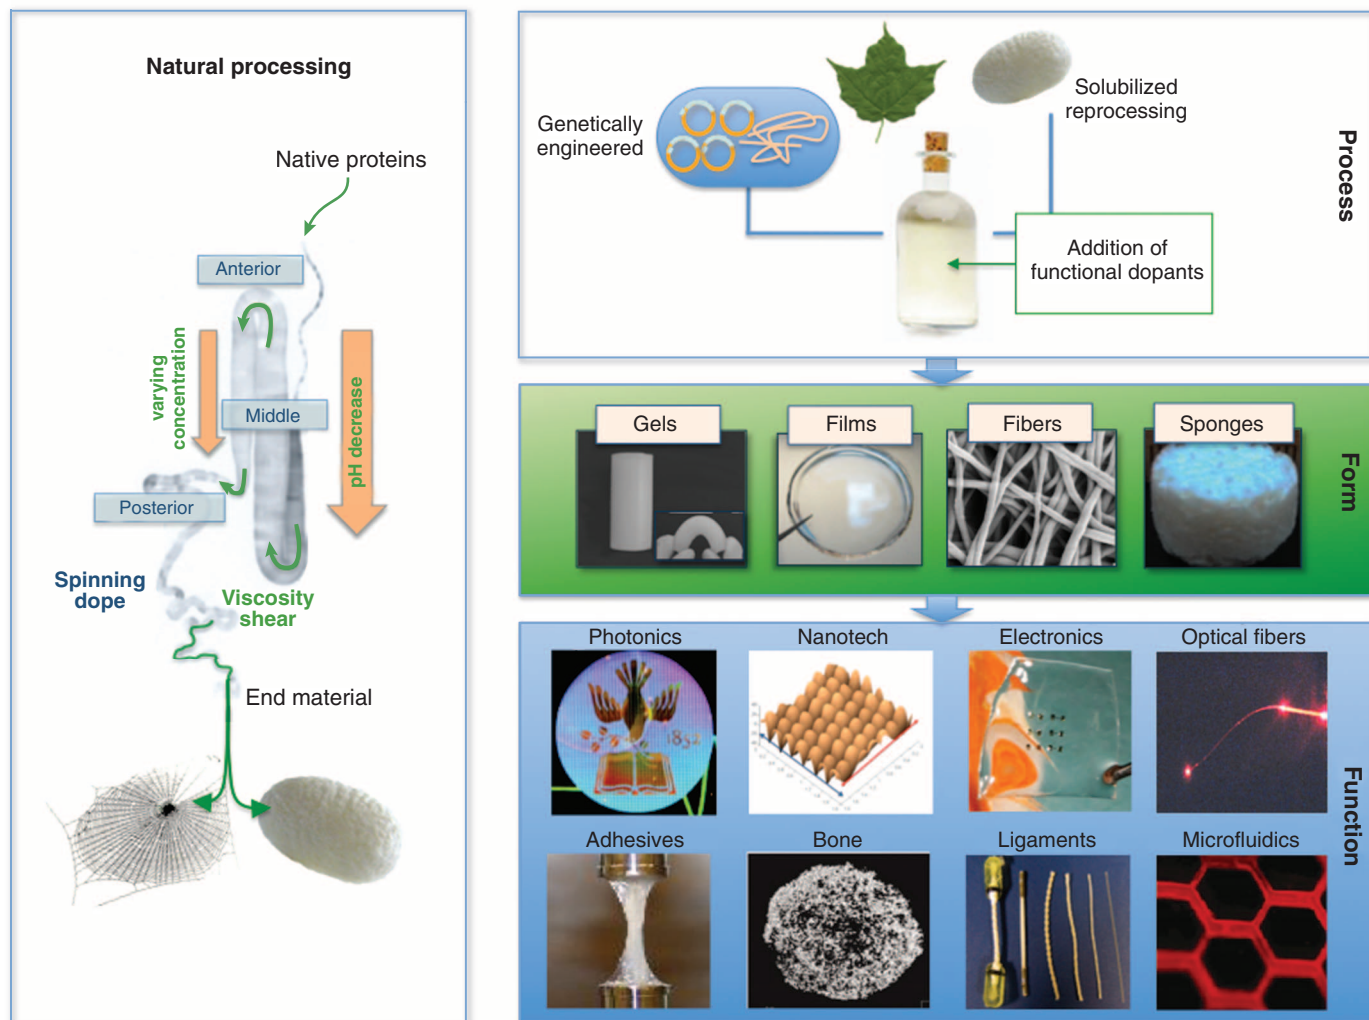 Natural processing
Native proteins
Anterior
varying
concentration
Middle
pH decrease
Posterior
Spinning
dope
Viscosity
shear
End material
Genetically
engineered
Solubilized
reprocessing
Addition of
functional dopants
Process
Gels
Films
Fibers
Sponges
Form
Photonics
Nanotech
Electronics
Optical fibers
1852
Adhesives
Bone
Ligaments
Microfluidics
Function